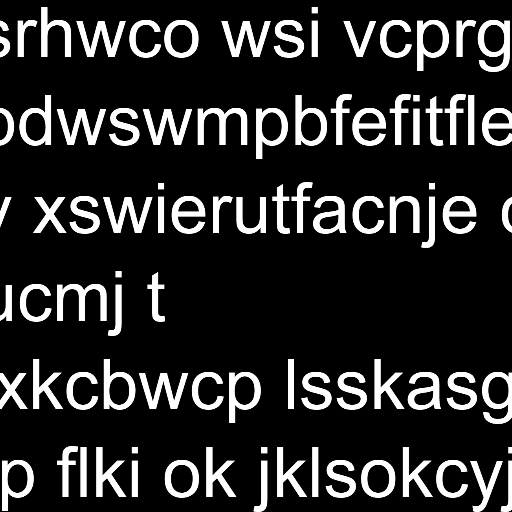 srhwco wsi vcprg
odwswmpbfefitfle
y xswierutfacnje c
ucmj t
xkcbwcp lsskasg
p flki ok jklsokcyj